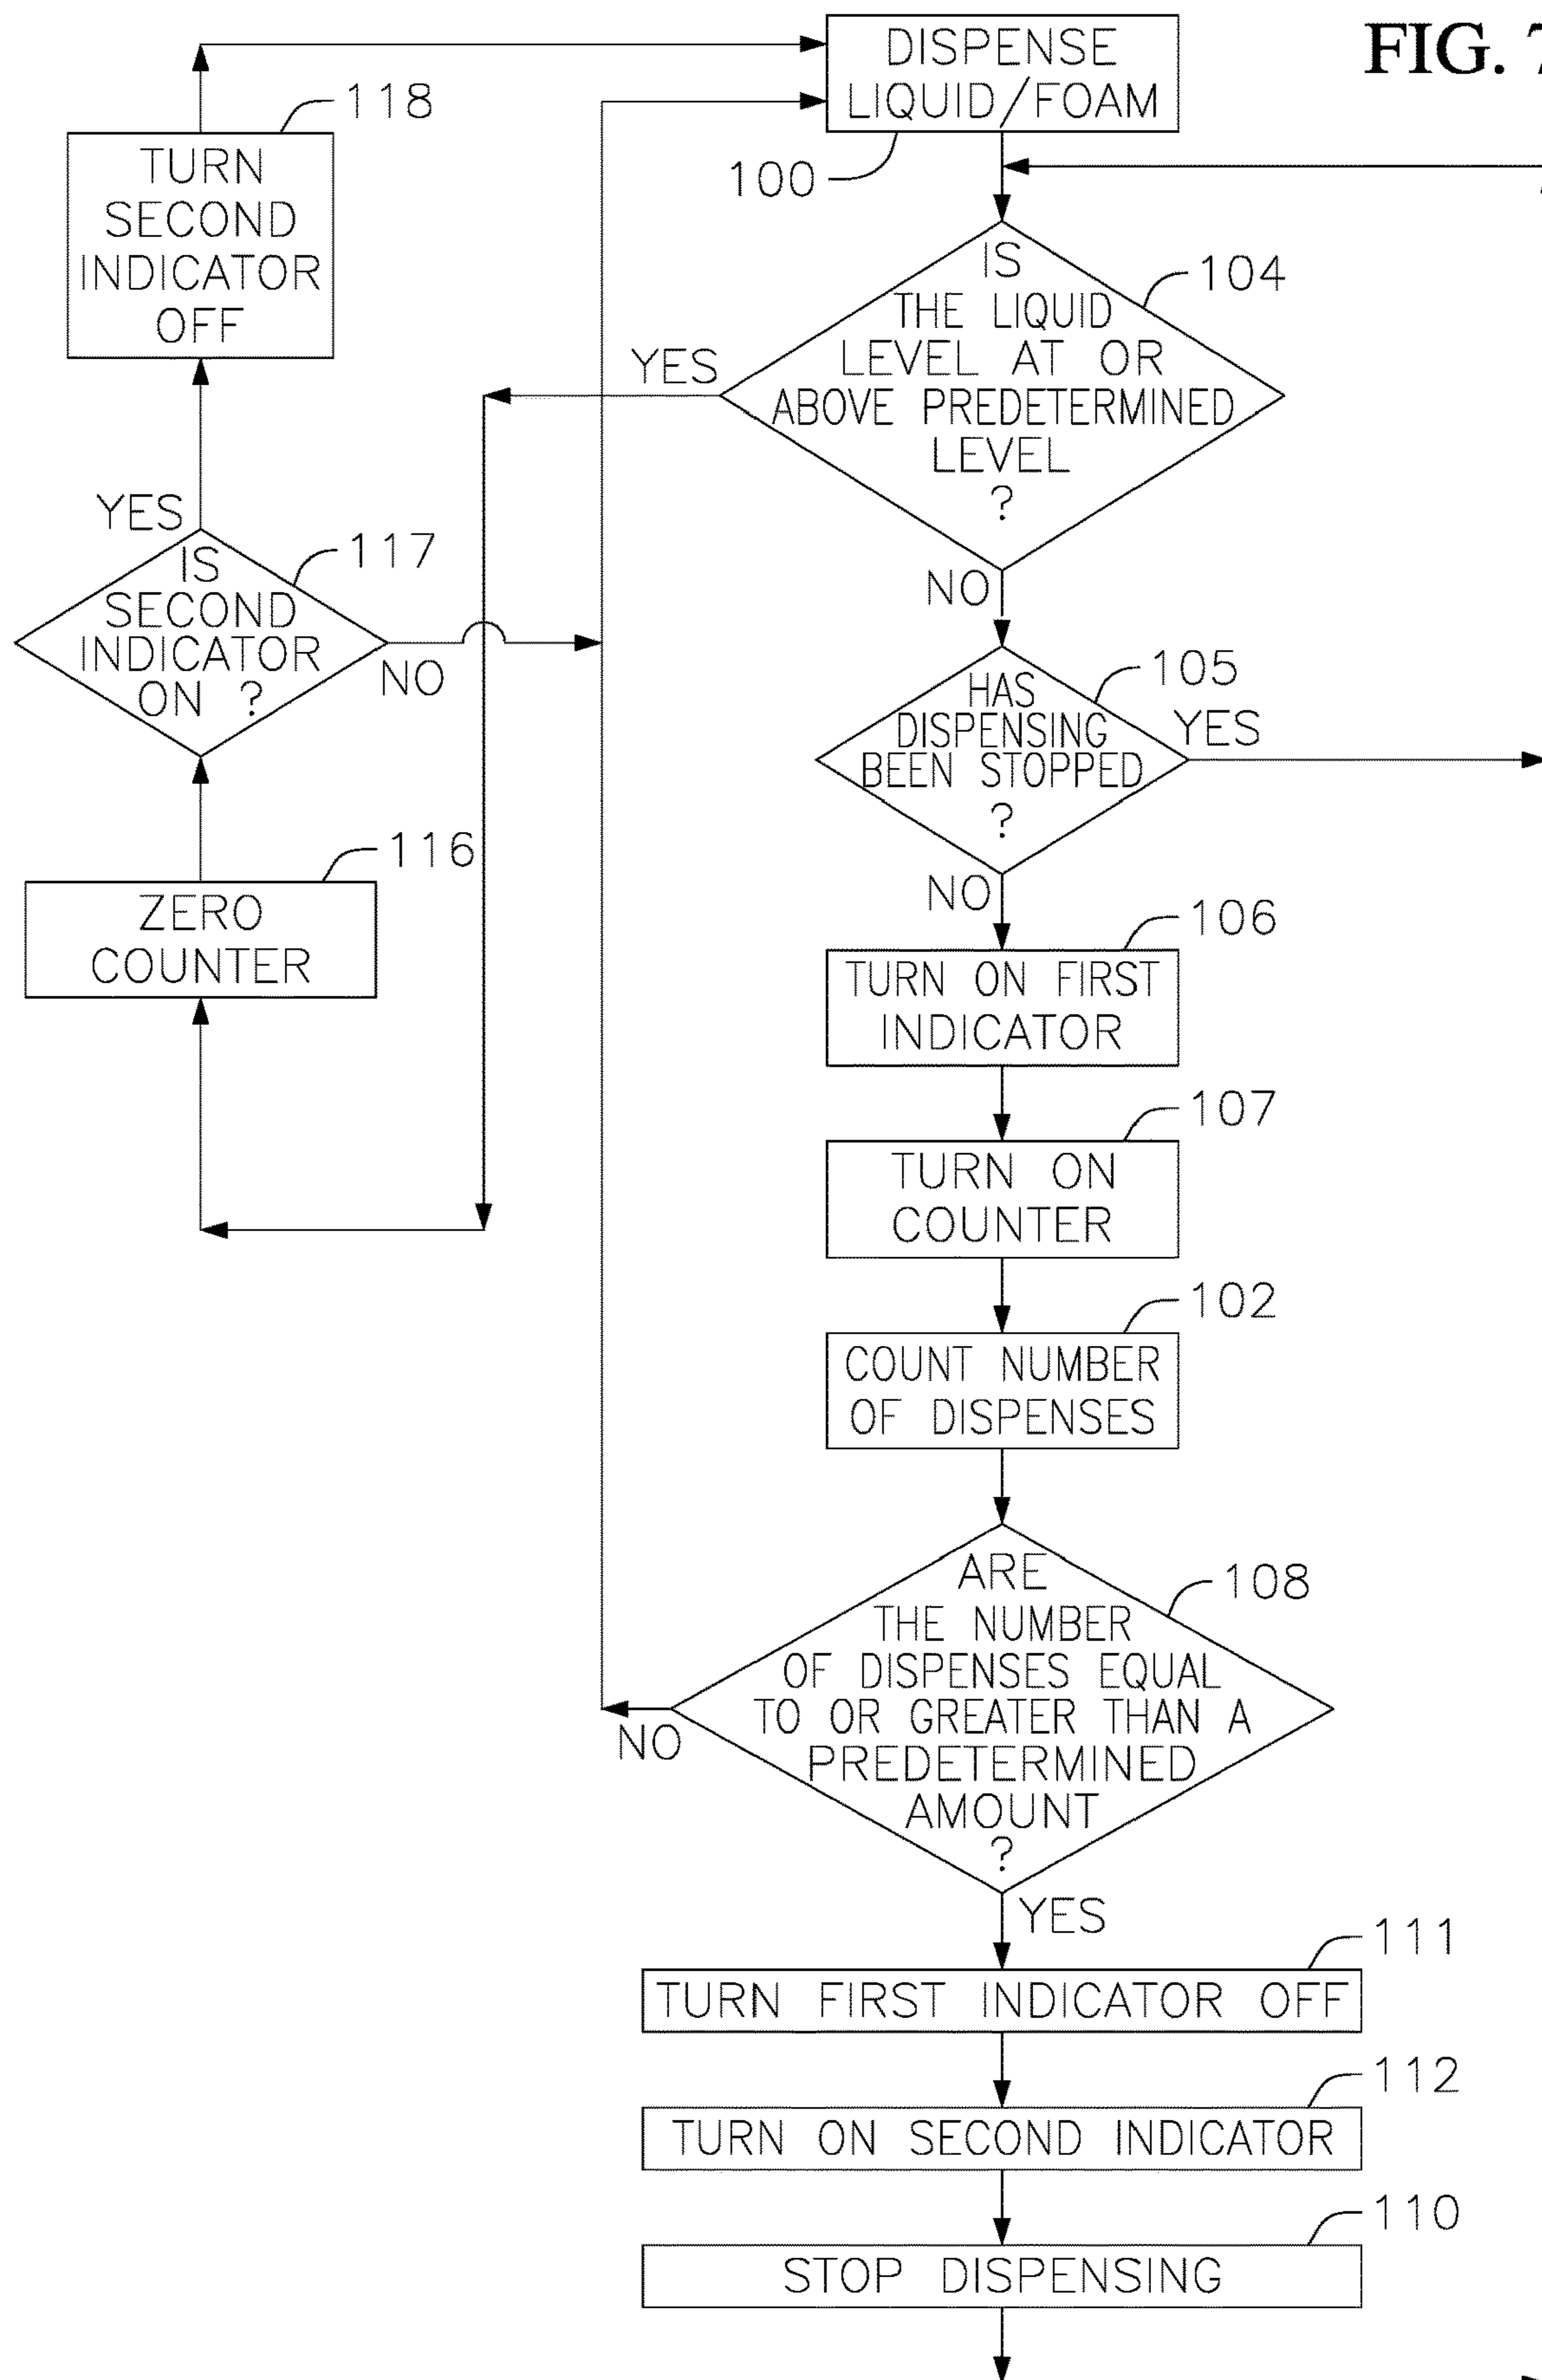 FIG. 7
DISPENSE
LIQUID/FOAM
100
118
TURN
SECOND
INDICATOR
OFF
IS
THE LIQUID
LEVEL AT OR
ABOVE PREDETERMINED
LEVEL
?
104
YES
NO
YES
IS
SECOND
INDICATOR
ON ?
117
NO
HAS
DISPENSING
BEEN STOPPED
?
105
YES
NO
116
ZERO
COUNTER
106
TURN ON FIRST
INDICATOR
107
TURN ON
COUNTER
102
COUNT NUMBER
OF DISPENSES
ARE
THE NUMBER
OF DISPENSES EQUAL
TO OR GREATER THAN A
PREDETERMINED
AMOUNT
?
108
NO
YES
111
TURN FIRST INDICATOR OFF
112
TURN ON SECOND INDICATOR
110
STOP DISPENSING